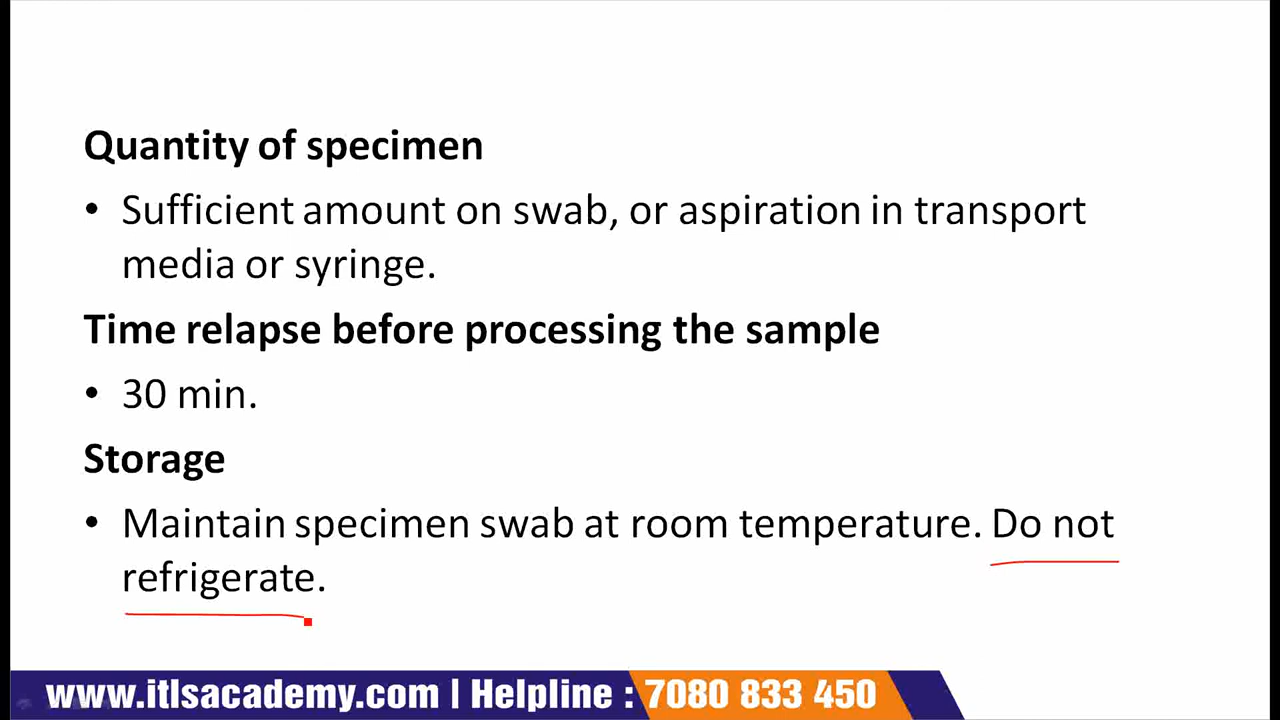 Quantity of specimen
• Sufficient amount on swab, or aspiration in transport
media or syringe.
Time relapse before processing the sample
• 30 min.
Storage
• Maintain specimen swab at room temperature. Do not
refrigerate.
www.itlsacademy.com | Helpline : 7080 833 450